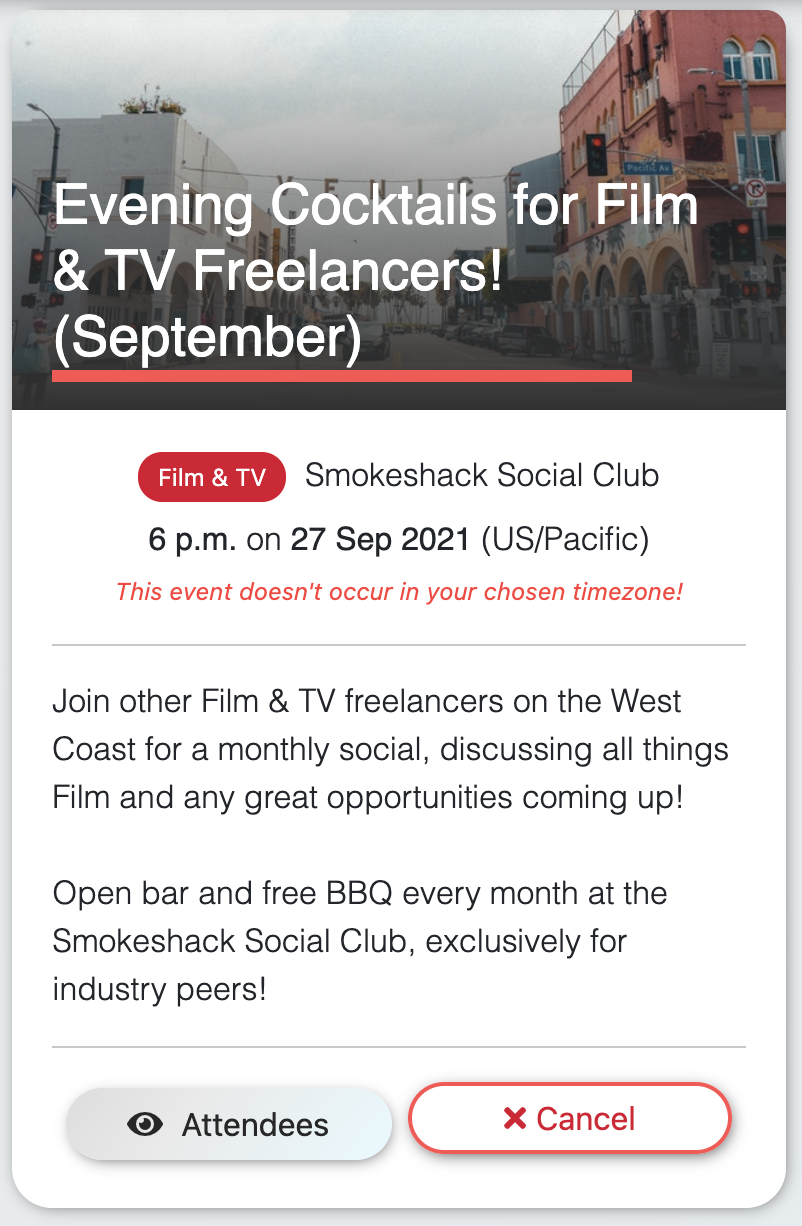 VENICE
Pacific Av
Evening Cocktails for Film
& TV Freelancers!
(September)
Film & TV Smokeshack Social Club
6 p.m. on 27 Sep 2021 (US/Pacific)
This event doesn't occur in your chosen timezone!
Join other Film & TV freelancers on the West
Coast for a monthly social, discussing all things
Film and any great opportunities coming up!
Open bar and free BBQ every month at the
Smokeshack Social Club, exclusively for
industry peers!
Attendees
Cancel